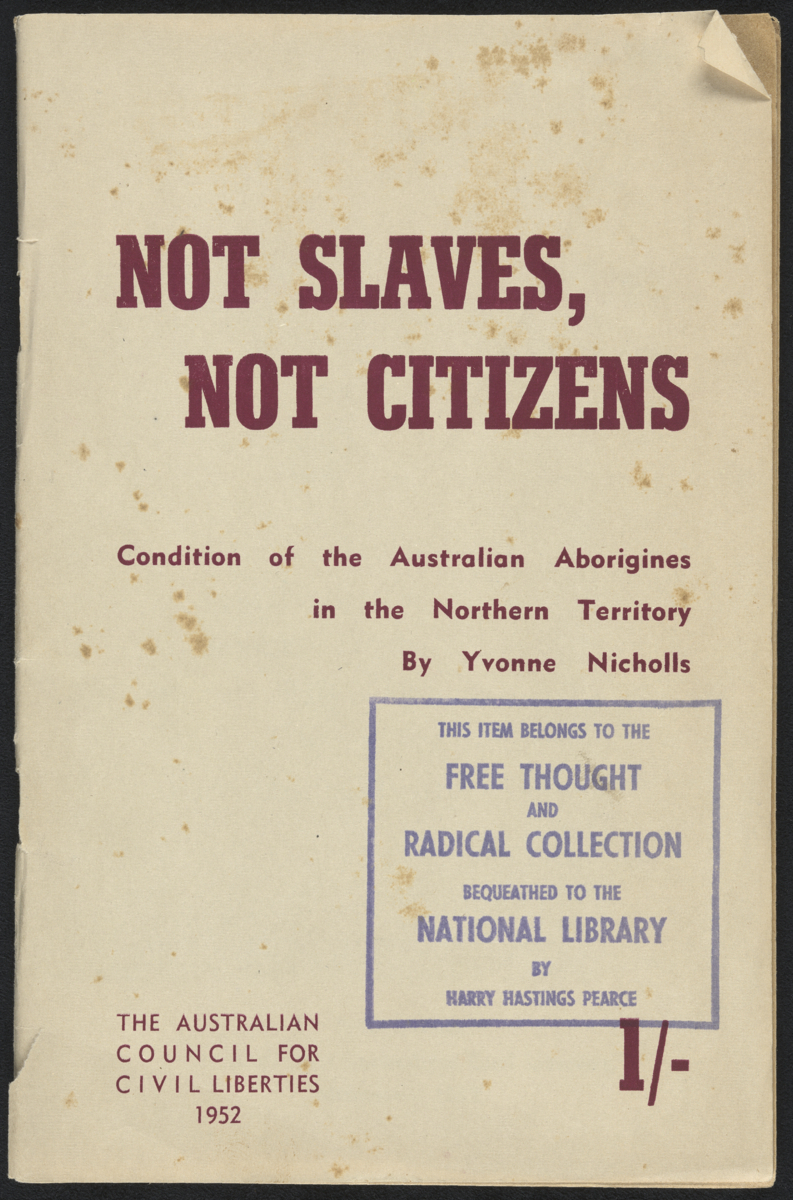 NOT SLAVES,
NOT CITIZENS
Condition of the Australian Aborigines
in the Northern Territory
By Yvonne Nicholls
THIS ITEM BELONGS TO THE
FREE THOUGHT
AND
RADICAL COLLECTION
BEQUEATHED TO THE
NATIONAL LIBRARY
BY
HARRY HASTINGS PEARCE
THE AUSTRALIAN
COUNCIL FOR
CIVIL LIBERTIES
1952
1/-